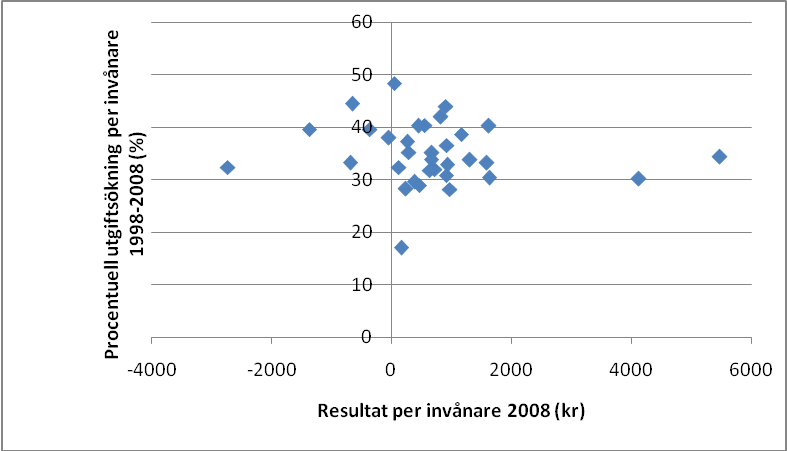 Procentuell utgiftsökning per invånare
1998-2008 (%)
60
50
40
30
20
10
0
-4000 -2000 0 2000 4000 6000
Resultat per invånare 2008 (kr)